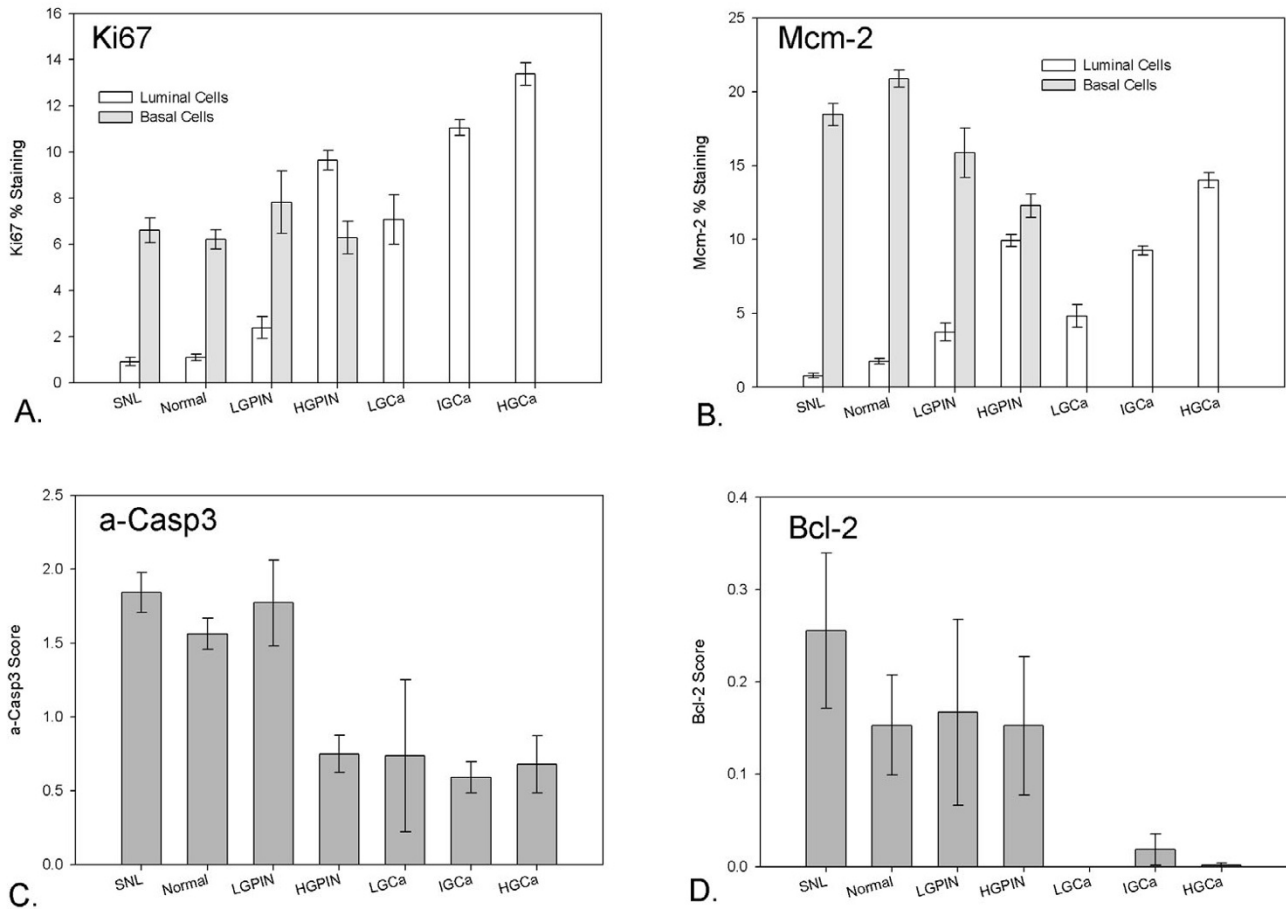 Ki67
Luminal Cells
Basal Cells
Ki67 % Staining
16
14
12
10
8
6
4
2
0
SNL Normal LGPIN HGPIN LGCa IGCa HGCa
A.
Mcm-2
Luminal Cells
Basal Cells
Mcm-2 % Staining
25
20
15
10
5
0
SNL Normal LGPIN HGPIN LGCa IGCa HGCa
B.
a-Casp3
a-Casp3 Score
2.5
2.0
1.5
1.0
0.5
0.0
SNL Normal LGPIN HGPIN LGCa IGCa HGCa
C.
Bcl-2
Bcl-2 Score
0.4
0.3
0.2
0.1
0.0
SNL Normal LGPIN HGPIN LGCa IGCa HGCa
D.